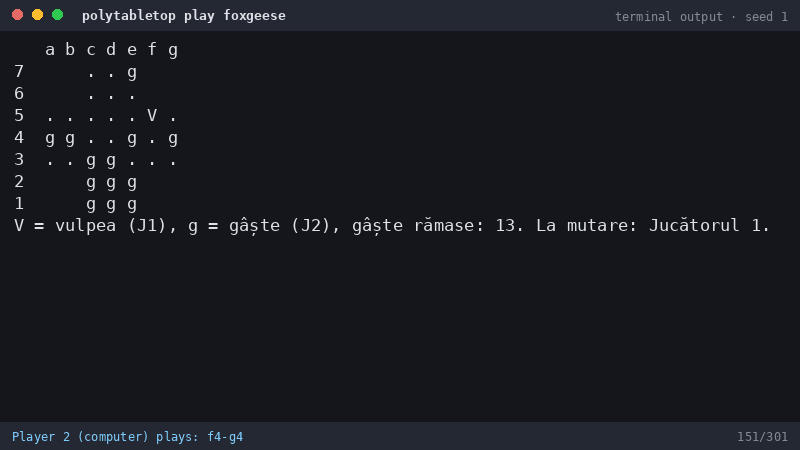 polytabletop play foxgeese
terminal output · seed 1
a b c d e f g
7 . . g
6 . . .
5 . . . . . V .
4 g g . . g . g
3 . . g g . . .
2 g g g
1 g g g
V = vulpea (J1), g = gâște (J2), gâște rămase: 13. La mutare: Jucătorul 1.
Player 2 (computer) plays: f4-g4
151/301